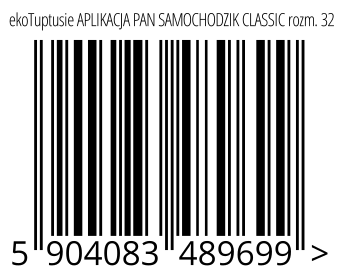 ekoTuptusie APLIKACJA PAN SAMOCHODZIK CLASSIC rozm. 32
5 904083 489699 >